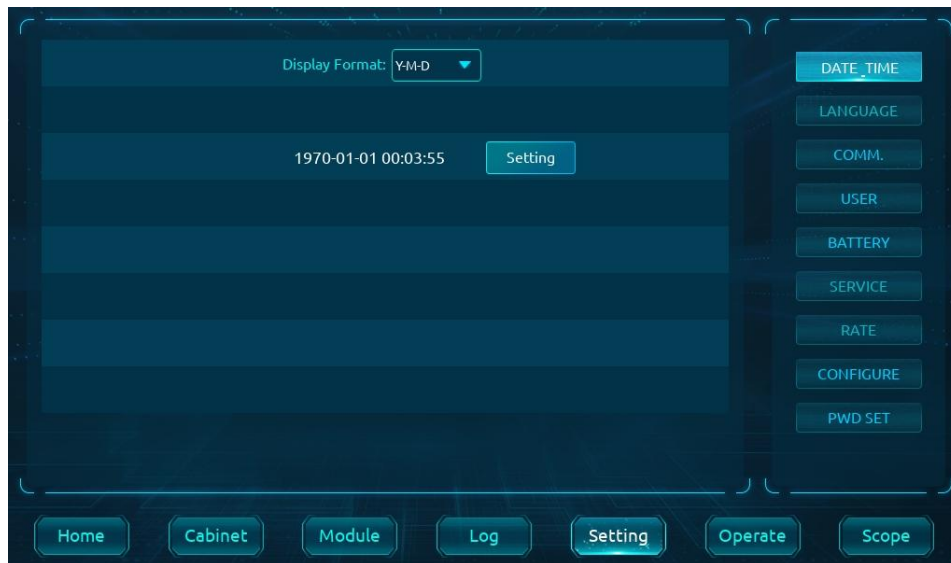 Display Format: Y-M-D
1970-01-01 00:03:55 Setting
DATE_TIME
LANGUAGE
COMM.
USER
BATTERY
SERVICE
RATE
CONFIGURE
PWD SET
Home Cabinet Module Log Setting Operate Scope